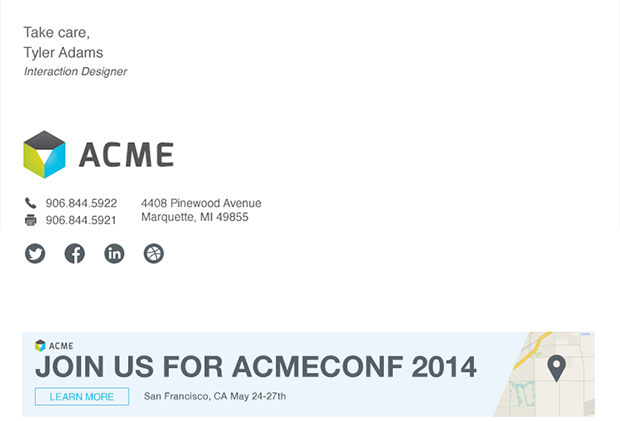 Take care,
Tyler Adams
Interaction Designer
ACME
906.844.5922
906.844.5921
4408 Pinewood Avenue
Marquette, MI 49855
ACME
JOIN US FOR ACMECONF 2014
LEARN MORE
San Francisco, CA May 24-27th